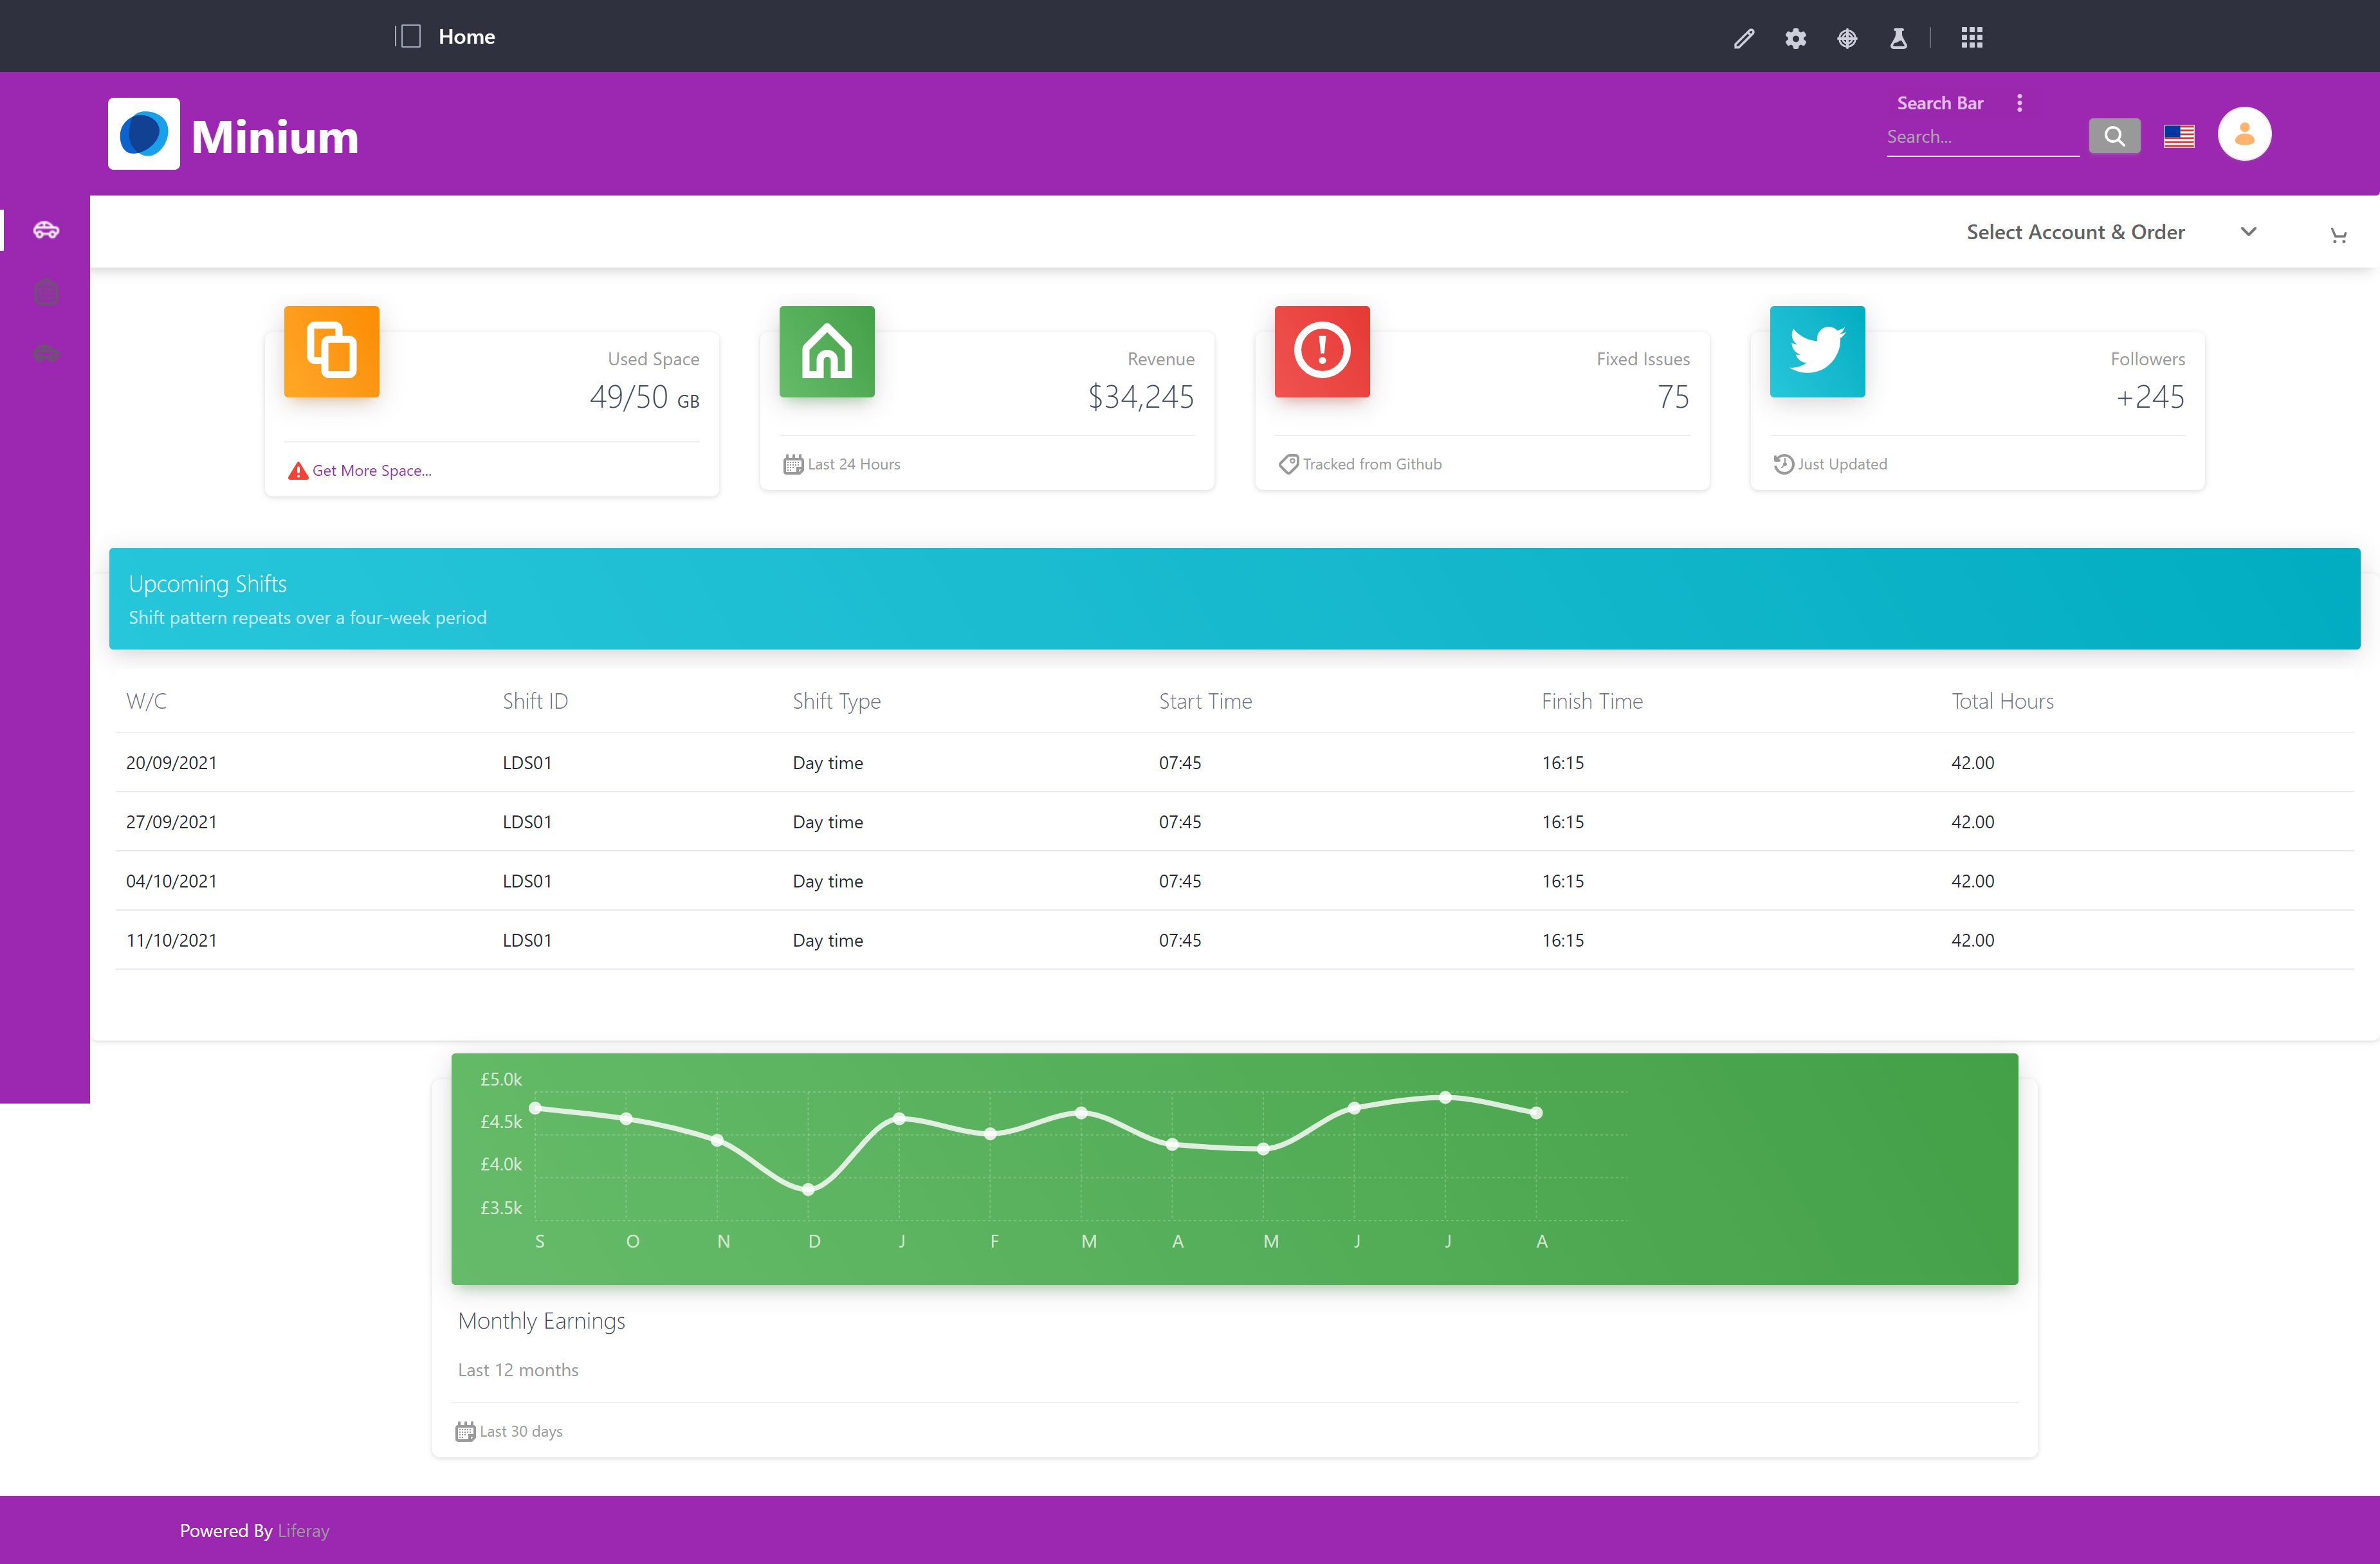 Home
Minium
Search Bar
Search...
Select Account & Order
Used Space
49/50 GB
Get More Space...
Revenue
$34,245
Last 24 Hours
Fixed Issues
75
Tracked from Github
Followers
+245
Just Updated
Upcoming Shifts
Shift pattern repeats over a four-week period
W/C Shift ID Shift Type Start Time Finish Time Total Hours
20/09/2021 LDS01 Day time 07:45 16:15 42.00
27/09/2021 LDS01 Day time 07:45 16:15 42.00
04/10/2021 LDS01 Day time 07:45 16:15 42.00
11/10/2021 LDS01 Day time 07:45 16:15 42.00
£5.0k
£4.5k
£4.0k
£3.5k
S O N D J F M A M J J A
Monthly Earnings
Last 12 months
Last 30 days
Powered By Liferay